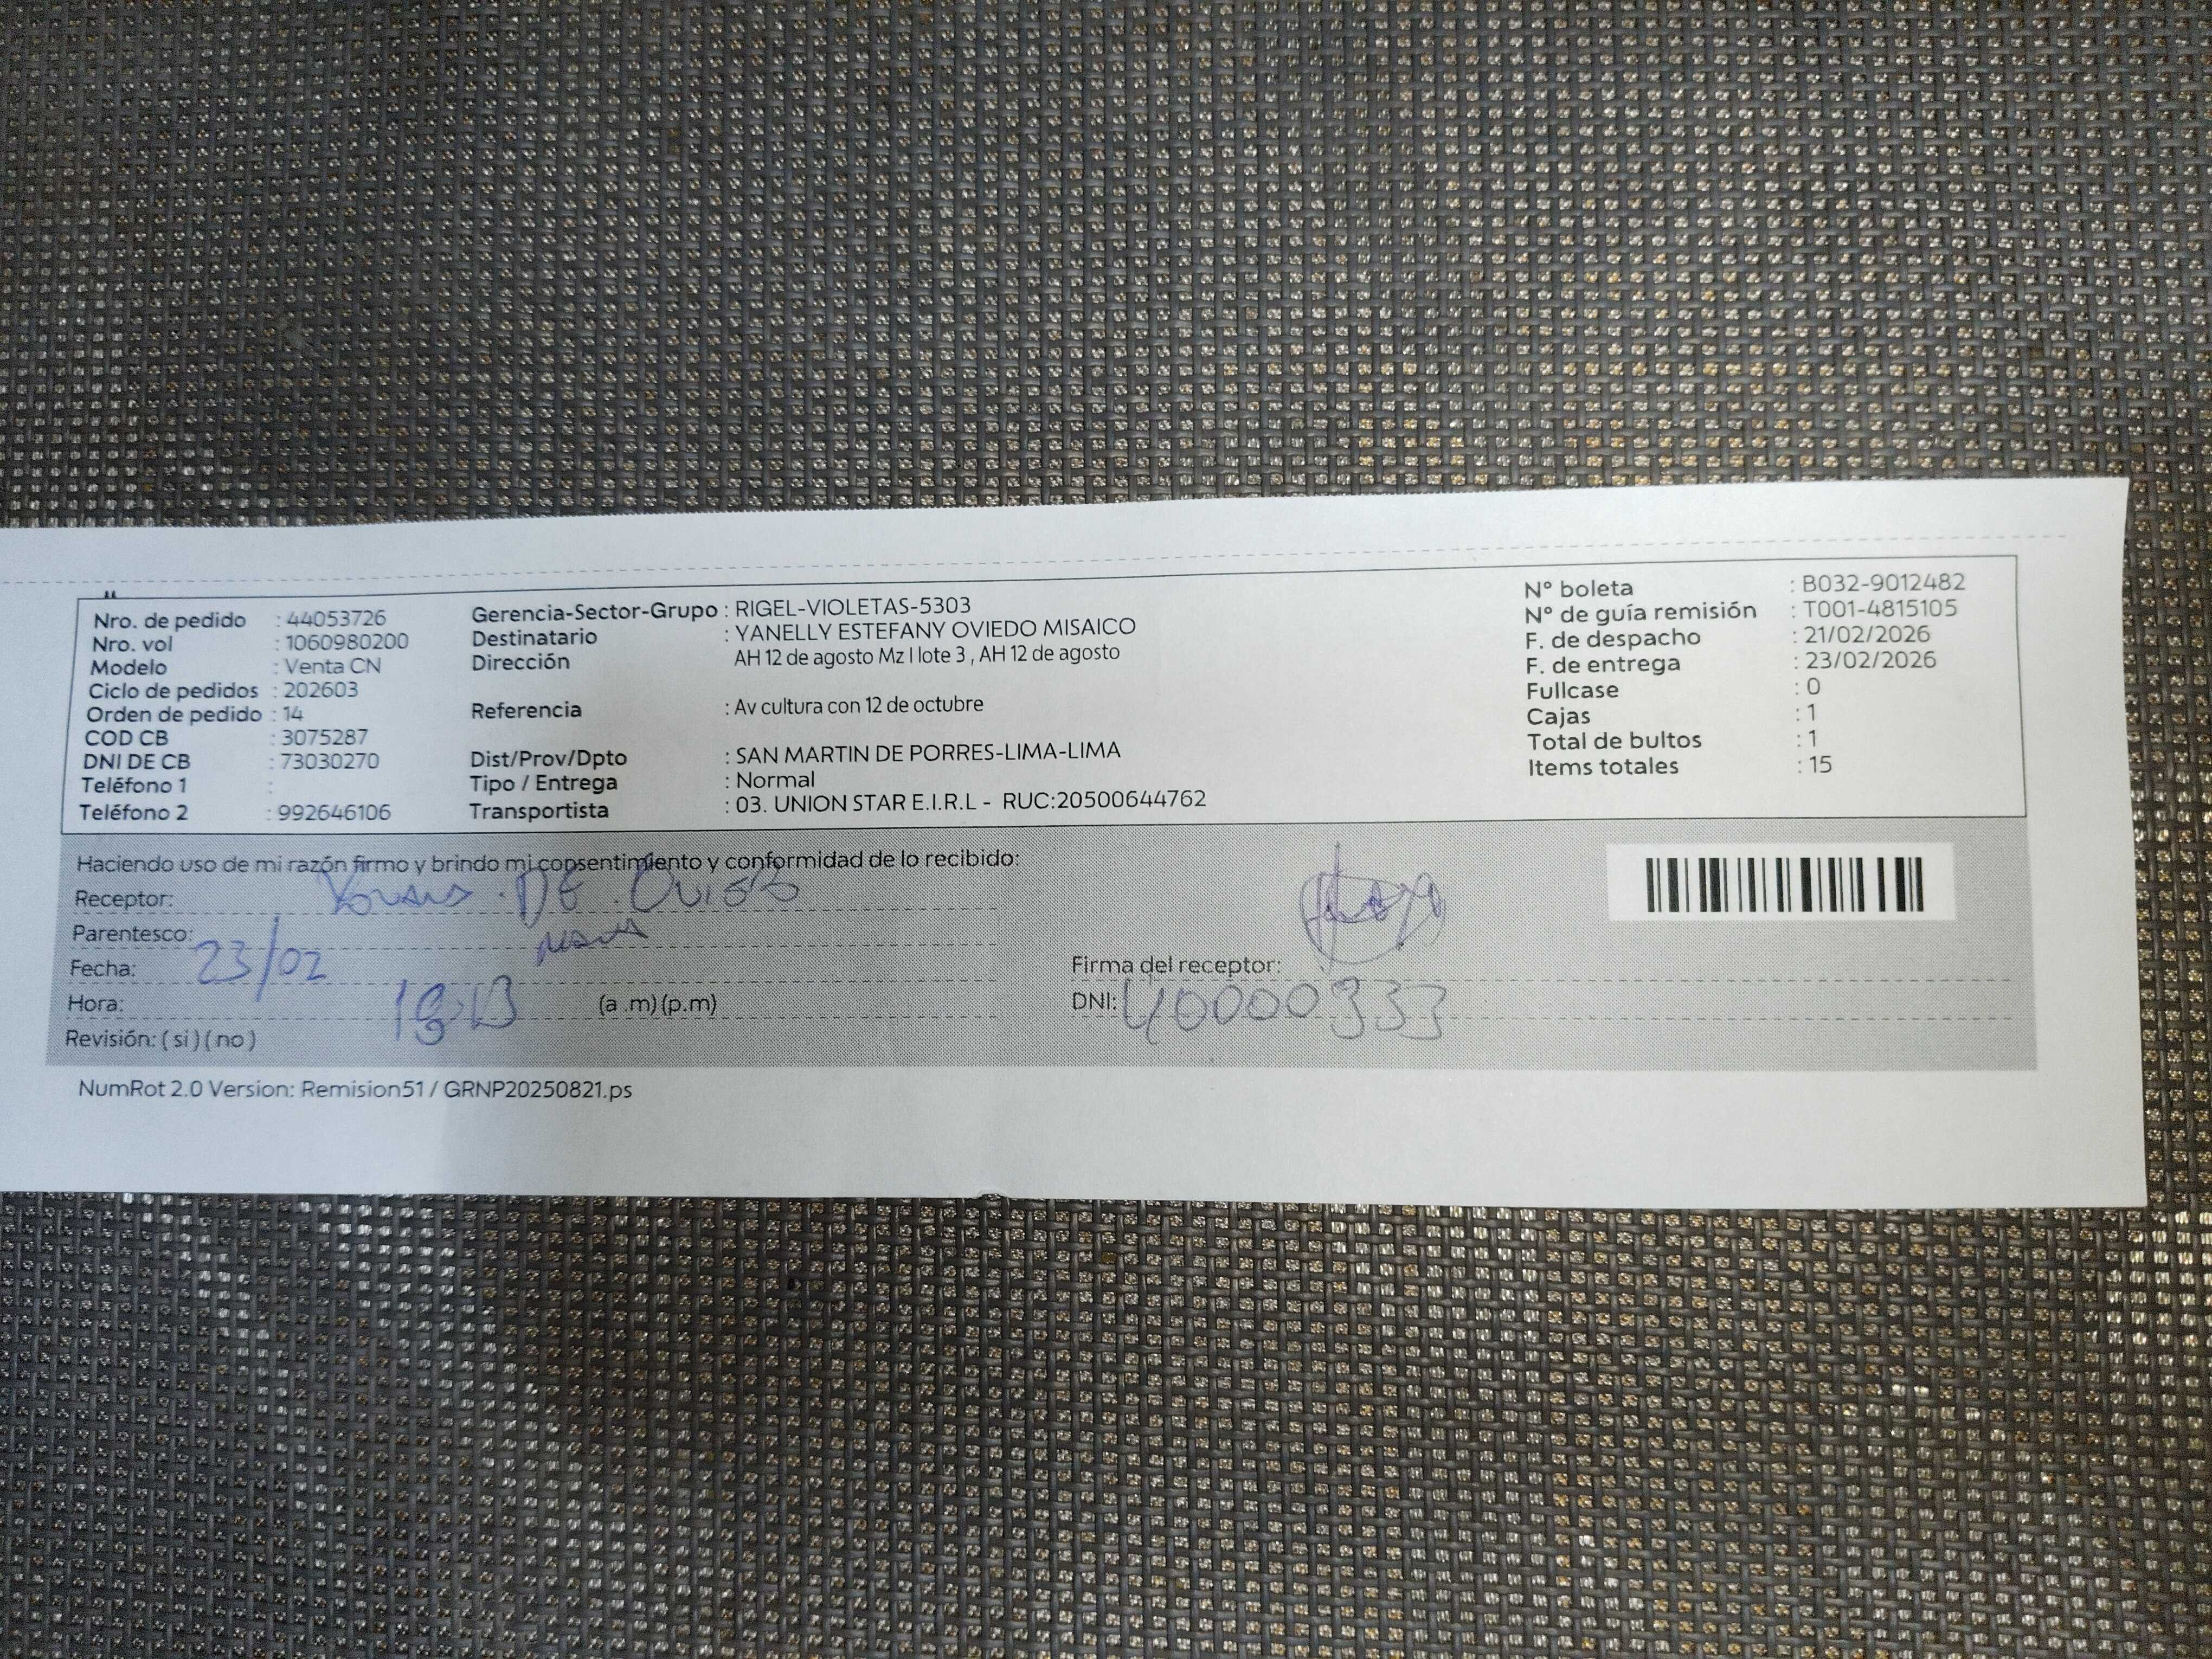 Nro. de pedido : 44053726
Nro. vol : 1060980200
Modelo : Venta CN
Ciclo de pedidos : 202603
Orden de pedido : 14
COD CB : 3075287
DNI DE CB : 73030270
Teléfono 1 :
Teléfono 2 : 992646106
Gerencia-Sector-Grupo : RIGEL-VIOLETAS-5303
Destinatario : YANELLY ESTEFANY OVIEDO MISAICO
Dirección AH 12 de agosto Mz I lote 3 , AH 12 de agosto
Referencia : Av cultura con 12 de octubre
Dist/Prov/Dpto : SAN MARTIN DE PORRES-LIMA-LIMA
Tipo / Entrega : Normal
Transportista : 03. UNION STAR E.I.R.L - RUC:20500644762
N° boleta : B032-9012482
N° de guía remisión : T001-4815105
F. de despacho : 21/02/2026
F. de entrega : 23/02/2026
Fullcase : 0
Cajas : 1
Total de bultos : 1
Items totales : 15
Haciendo uso de mi razón firmo y brindo mi consentimiento y conformidad de lo recibido:
Receptor: DE
Parentesco:
Fecha: 23/02
Hora: (a .m) (p.m)
Revisión: ( si ) ( no )
Firma del receptor:
DNI: 40000333
NumRot 2.0 Version: Remision51 / GRNP20250821.ps